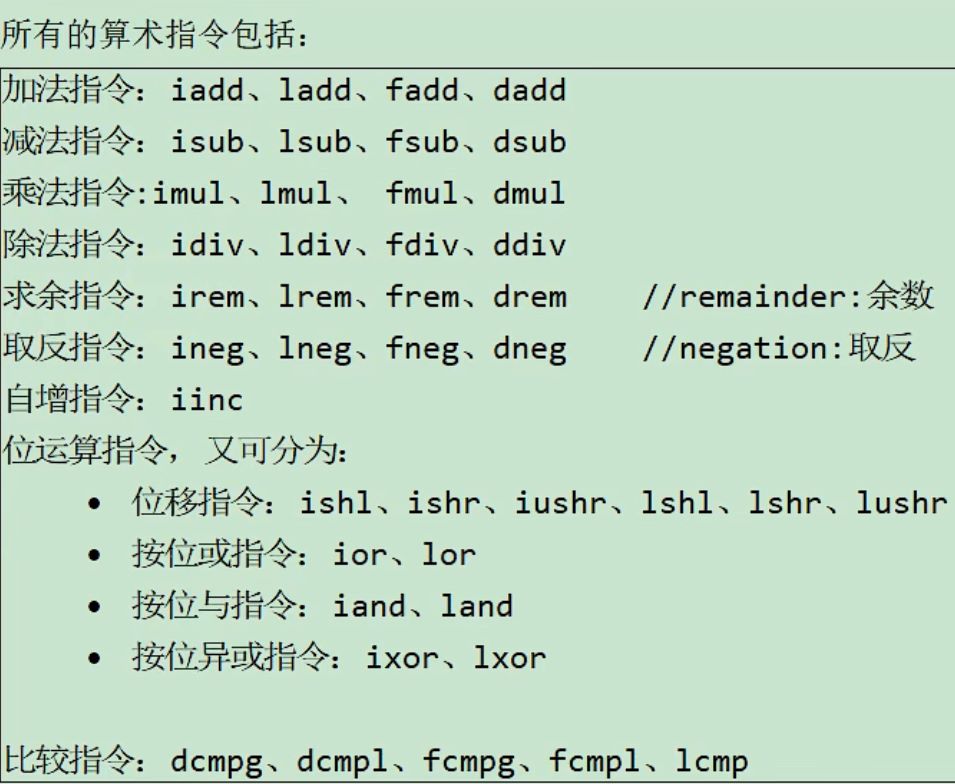 所有的算术指令包括：
加法指令：iadd、ladd、fadd、dadd
减法指令：isub、lsub、fsub、dsub
乘法指令:imul、lmul、 fmul、dmul
除法指令：idiv、ldiv、fdiv、ddiv
求余指令：irem、lrem、frem、drem    //remainder:余数
取反指令：ineg、lneg、fneg、dneg    //negation:取反
自增指令：iinc
位运算指令，又可分为：
• 位移指令：ishl、ishr、iushr、lshl、lshr、lushr
• 按位或指令：ior、lor
• 按位与指令：iand、land
• 按位异或指令：ixor、lxor
比较指令：dcmpg、dcmpl、fcmpg、fcmpl、lcmp